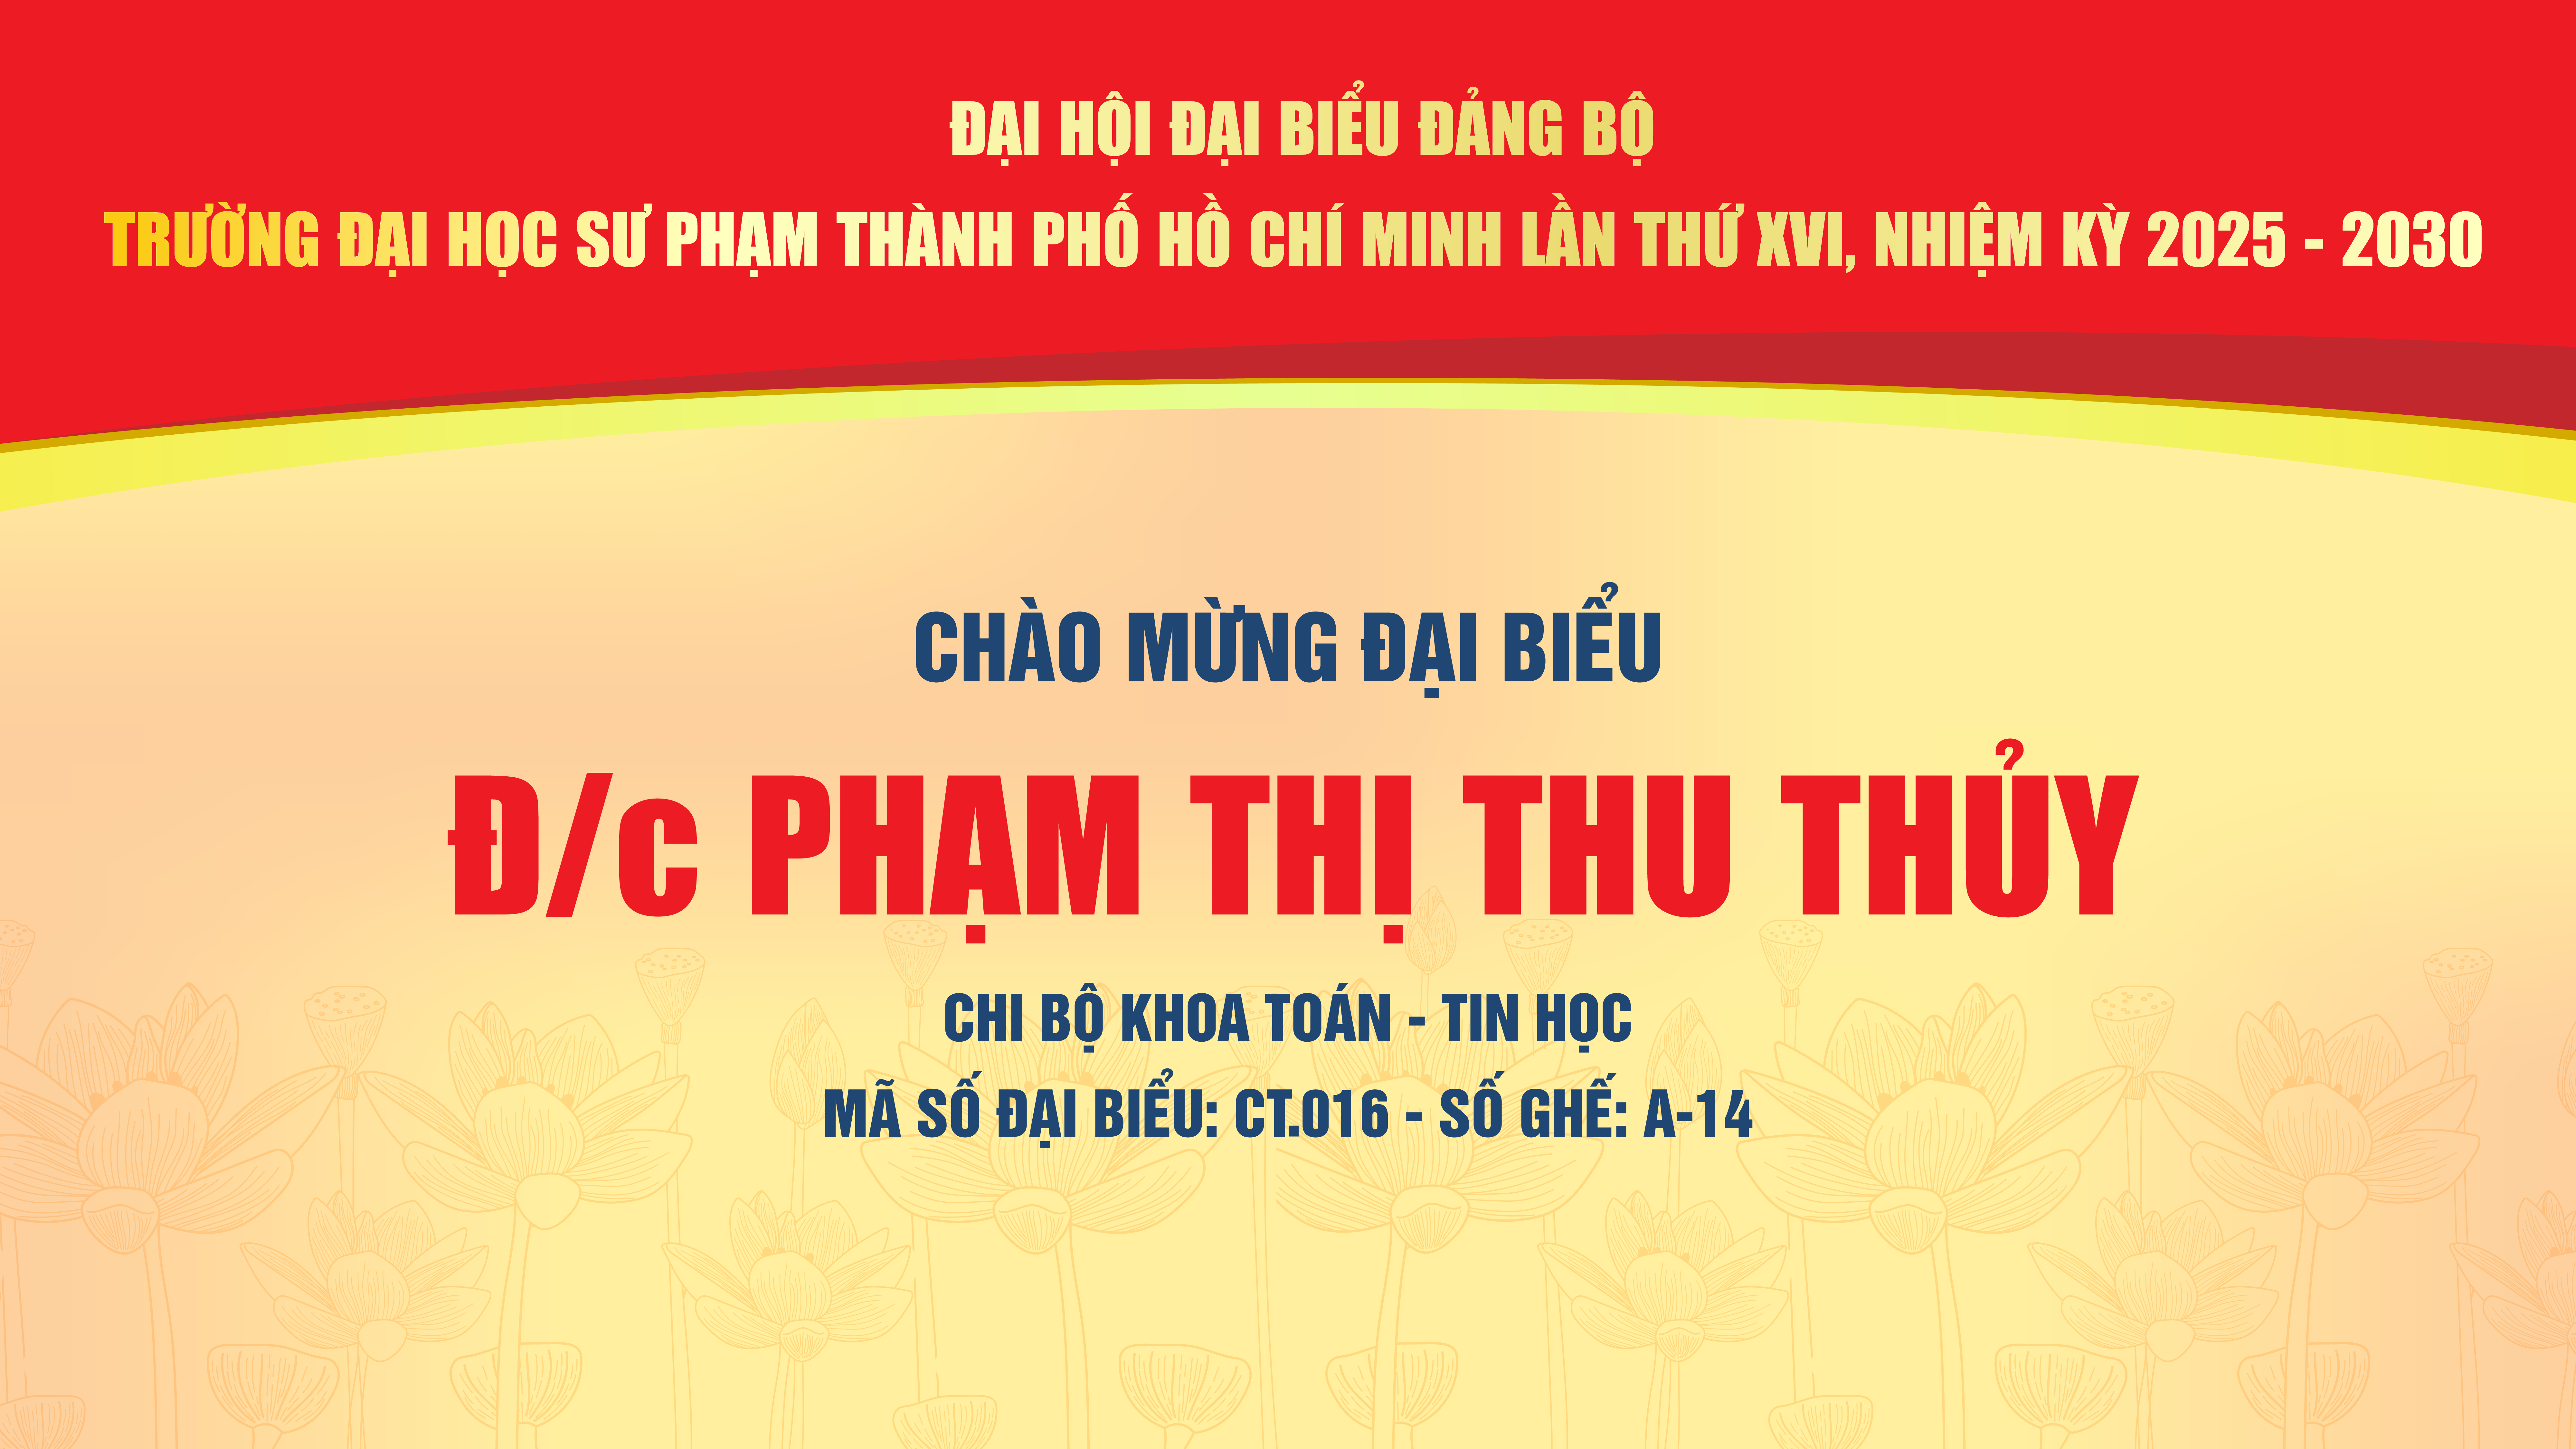 ĐẠI HỘI ĐẠI BIỂU ĐẢNG BỘ
TRƯỜNG ĐẠI HỌC SƯ PHẠM THÀNH PHỐ HỒ CHÍ MINH LẦN THỨ XVI, NHIỆM KỲ 2025 - 2030
CHÀO MỪNG ĐẠI BIỂU
Đ/c PHẠM THỊ THU THỦY
CHI BỘ KHOA TOÁN - TIN HỌC
MÃ SỐ ĐẠI BIỂU: CT.016 - SỐ GHẾ: A-14